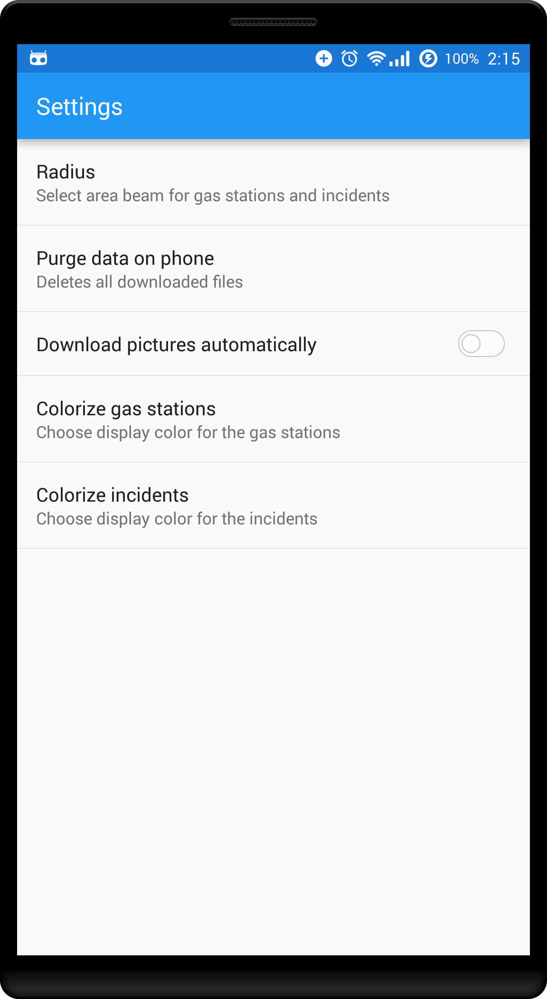 100% 2:15
Settings
Radius
Select area beam for gas stations and incidents
Purge data on phone
Deletes all downloaded files
Download pictures automatically
Colorize gas stations
Choose display color for the gas stations
Colorize incidents
Choose display color for the incidents